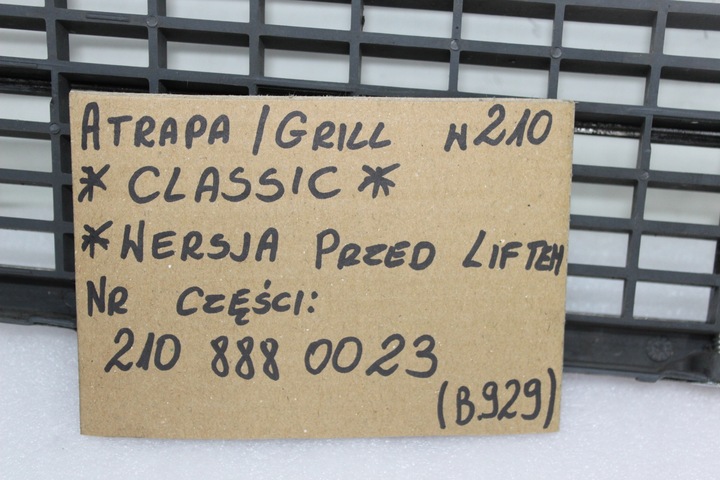 ATRAPA / GRILL W210
* CLASSIC *
* WERSJA PRZED LIFTEM
NR CZĘŚCI:
210 888 0023
(B.929)